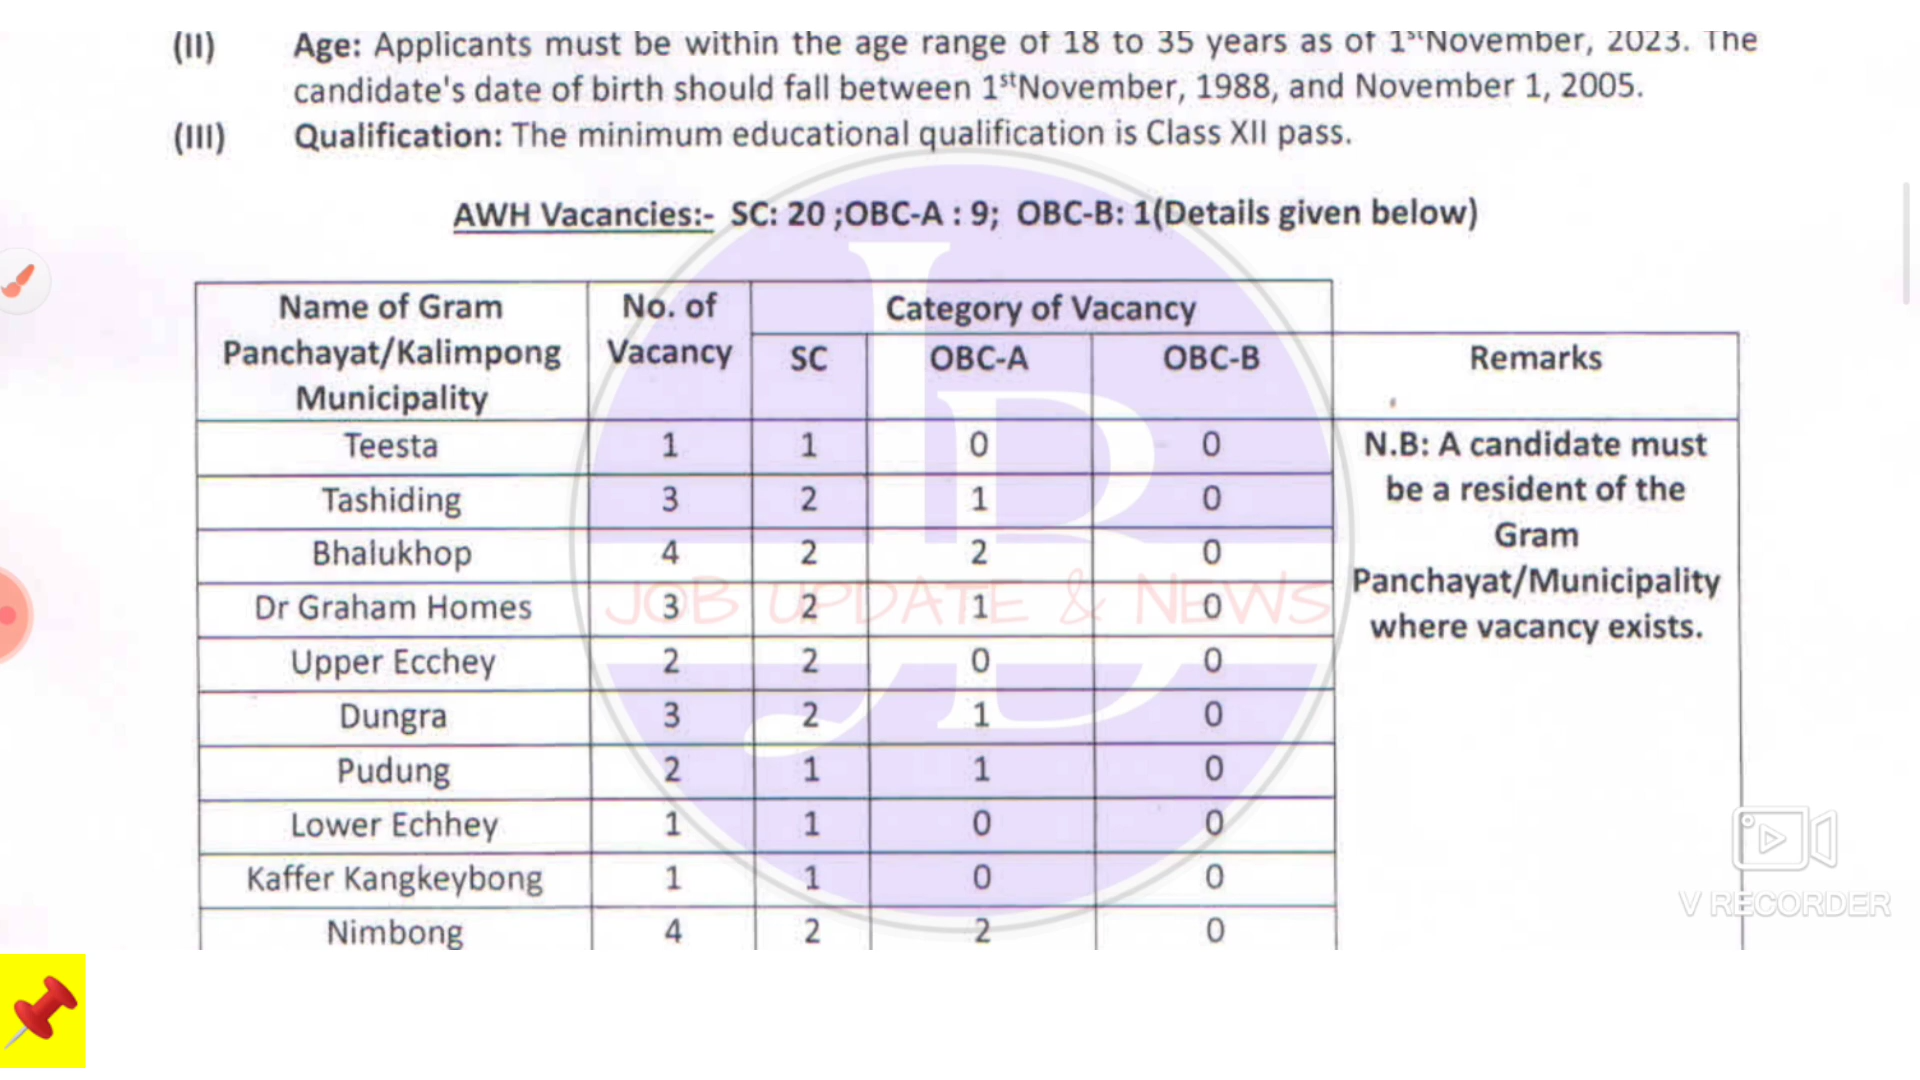 (II) Age: Applicants must be within the age range of 18 to 35 years as of 1stNovember, 2023. The
candidate's date of birth should fall between 1stNovember, 1988, and November 1, 2005.
(III) Qualification: The minimum educational qualification is Class XII pass.
AWH Vacancies:- SC: 20 ;OBC-A : 9; OBC-B: 1(Details given below)
Name of Gram Panchayat/Kalimpong Municipality No. of Vacancy Category of Vacancy
SC OBC-A OBC-B Remarks
Teesta 1 1 0 0
Tashiding 3 2 1 0
Bhalukhop 4 2 2 0
Dr Graham Homes 3 2 1 0
Upper Ecchey 2 2 0 0
Dungra 3 2 1 0
Pudung 2 1 1 0
Lower Echhey 1 1 0 0
Kaffer Kangkeybong 1 1 0 0
Nimbong 4 2 2 0
N.B: A candidate must
be a resident of the
Gram
Panchayat/Municipality
where vacancy exists.
JB
JOB UPDATE & NEWS
V RECORDER